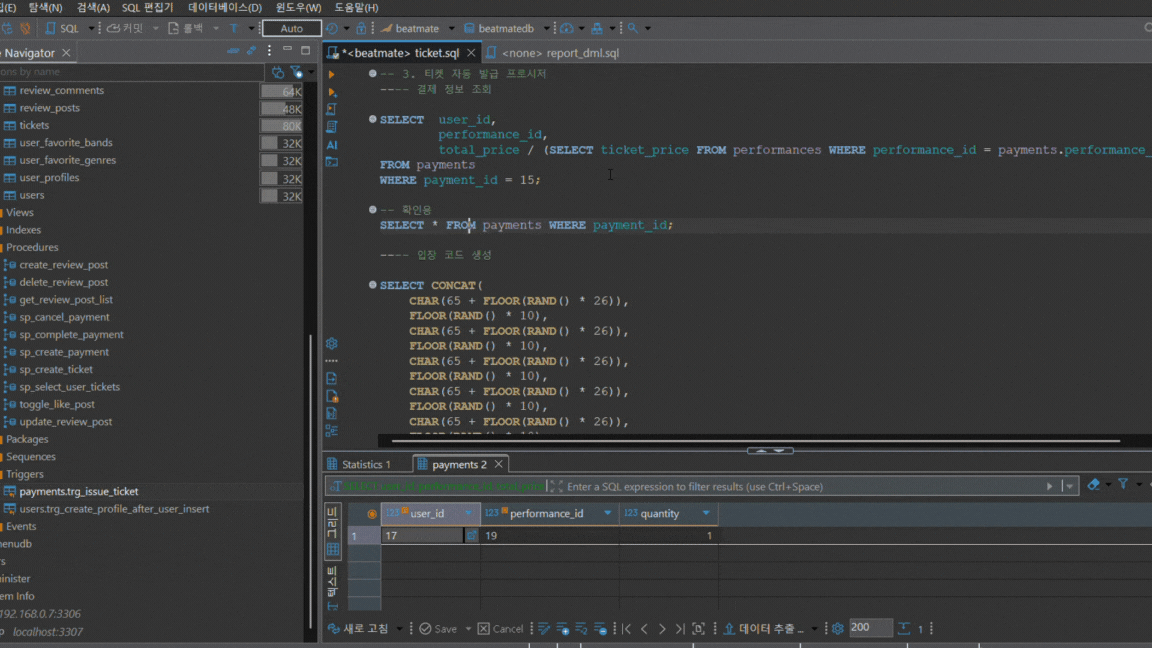 집(E) 탐색(N) 검색(A) SQL 편집기 데이터베이스(D) 윈도우(W) 도움말(H)
SQL 커밋 롤백 T Auto beatmate beatmatedb
Navigator
*<beatmate> ticket.sql
<none> report_dml.sql
ons by name
review_comments 64K
review_posts 48K
tickets 80K
user_favorite_bands 32K
user_favorite_genres 32K
user_profiles 32K
users 32K
Views
Indexes
Procedures
create_review_post
delete_review_post
get_review_post_list
sp_cancel_payment
sp_complete_payment
sp_create_payment
sp_create_ticket
sp_select_user_tickets
toggle_like_post
update_review_post
Packages
Sequences
Triggers
payments.trg_issue_ticket
users.trg_create_profile_after_user_insert
Events
enudb
rs
minister
em Info
192.168.0.7:3306
localhost:3307
AI
-- 3. 티켓 자동 발급 프로시저
---- 결제 정보 조회
SELECT user_id,
performance_id,
total_price / (SELECT ticket_price FROM performances WHERE performance_id = payments.performance_
FROM payments
WHERE payment_id = 15;
-- 확인용
SELECT * FROM payments WHERE payment_id;
---- 입장 코드 생성
SELECT CONCAT(
CHAR(65 + FLOOR(RAND() * 26)),
FLOOR(RAND() * 10),
CHAR(65 + FLOOR(RAND() * 26)),
FLOOR(RAND() * 10),
CHAR(65 + FLOOR(RAND() * 26)),
FLOOR(RAND() * 10),
CHAR(65 + FLOOR(RAND() * 26)),
FLOOR(RAND() * 10),
CHAR(65 + FLOOR(RAND() * 26)),
Statistics 1
payments 2
Enter a SQL expression to filter results (use Ctrl+Space)
그리드
텍스트
123 user_id 123 performance_id 123 quantity
1 17 19 1
새로 고침 Save Cancel 데이터 추출 ... 200 1